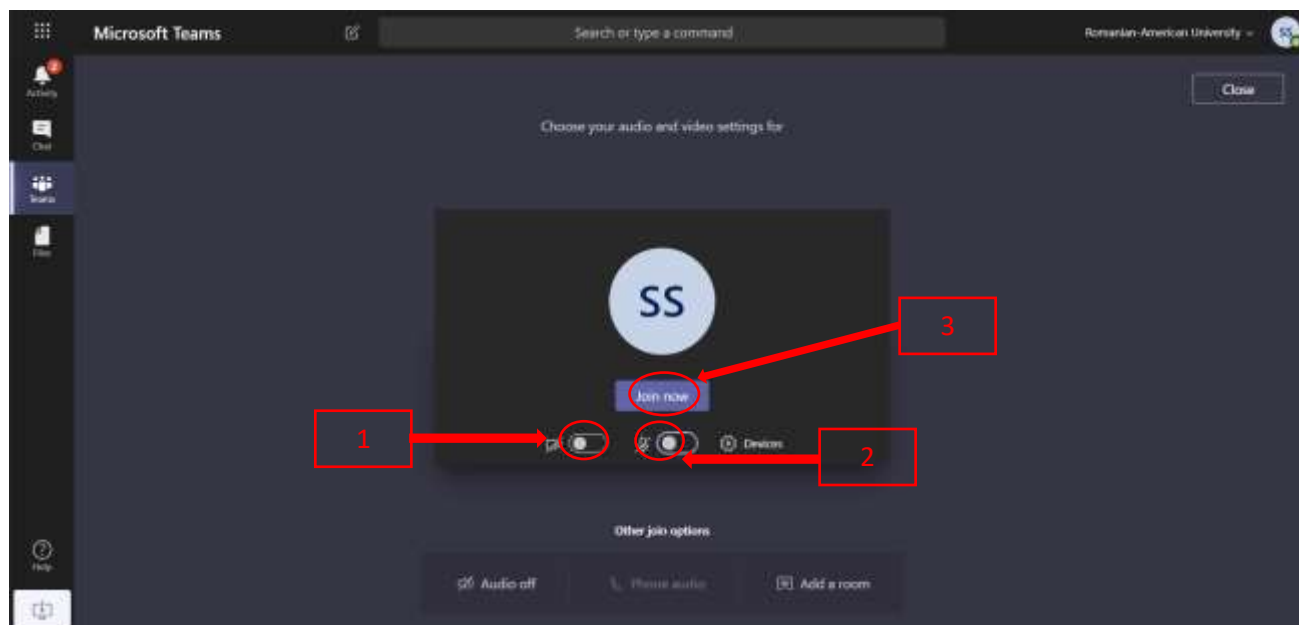 Microsoft Teams
Search or type a command
Romanian-American University
SS
2
Activity
Close
Chat
Choose your audio and video settings for
Teams
Files
SS
3
Join now
1
Devices
2
Other join options
Help
Audio off
Phone audio
Add a room